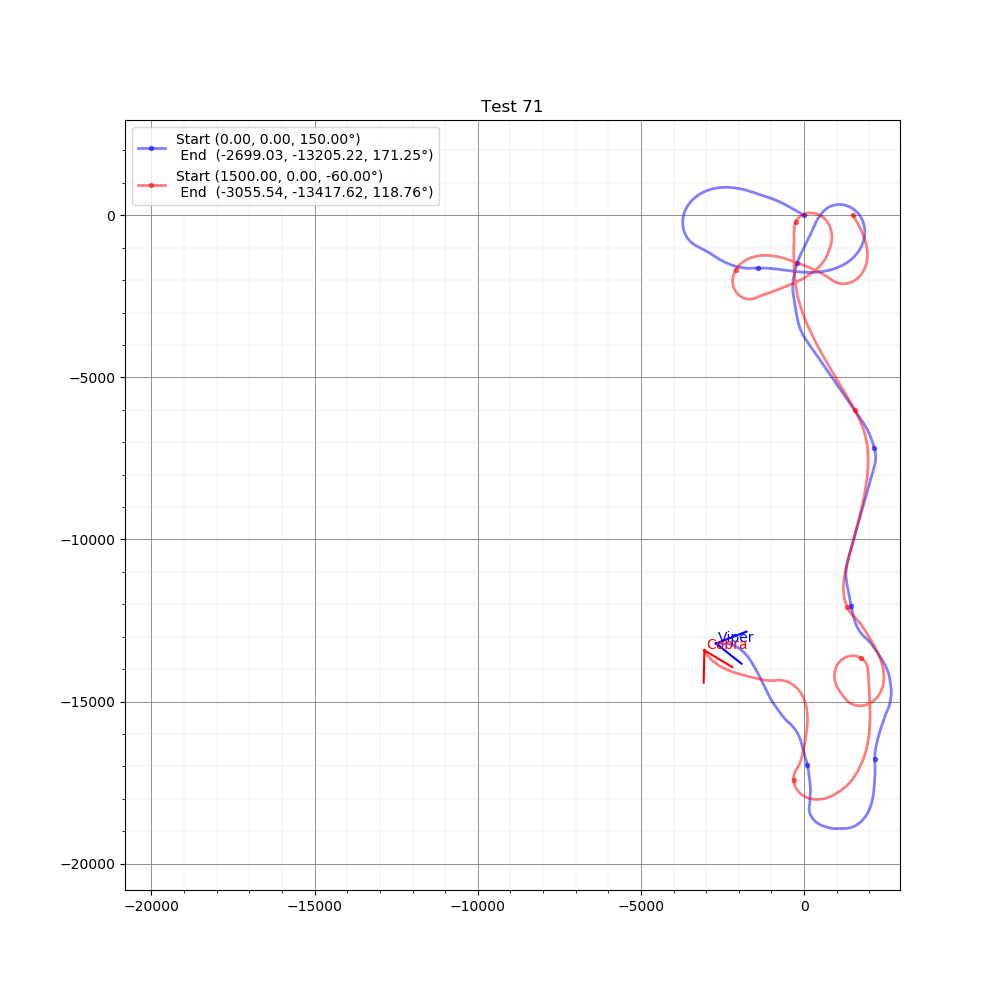 Test 71
Start (0.00, 0.00, 150.00°)
End (-2699.03, -13205.22, 171.25°)
Start (1500.00, 0.00, -60.00°)
End (-3055.54, -13417.62, 118.76°)
0
−5000
−10000
−15000
−20000
Viper
Cobra
−20000 −15000 −10000 −5000 0